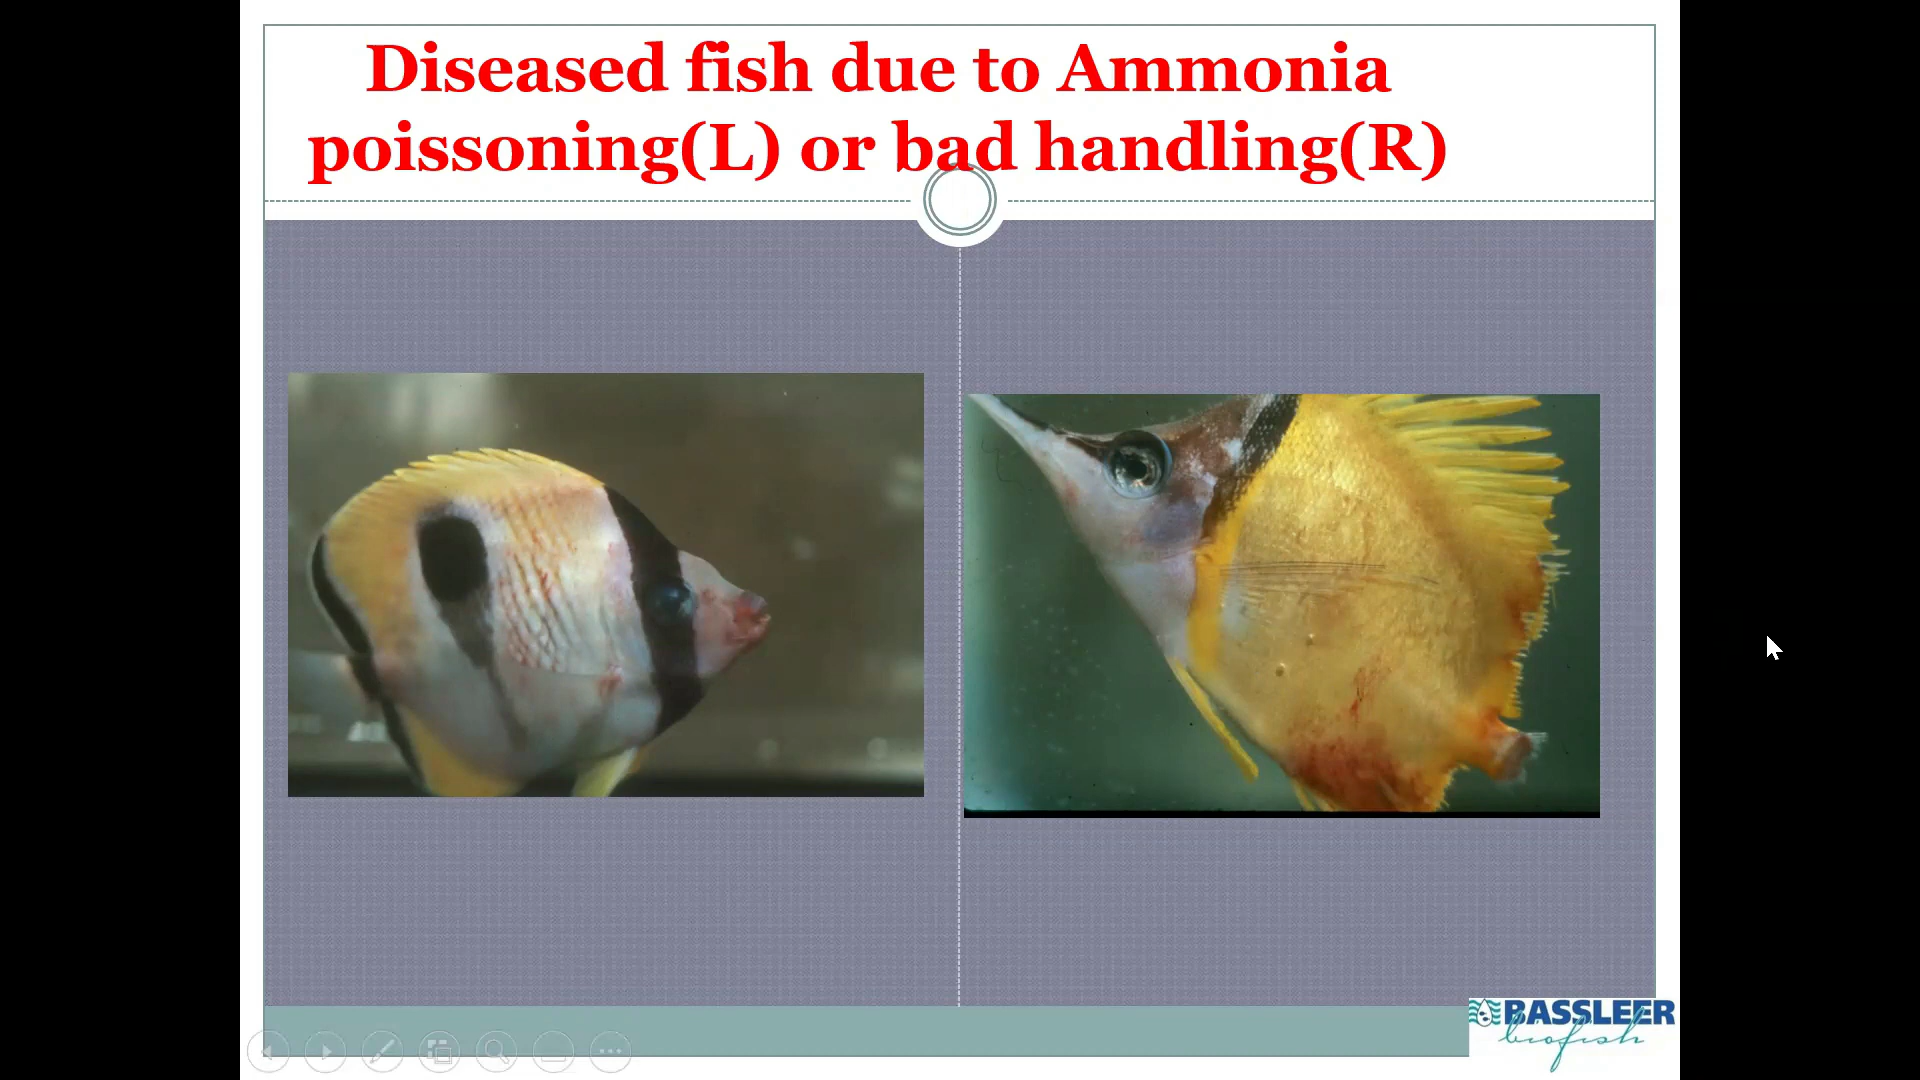 Diseased fish due to Ammonia
poissoning(L) or bad handling(R)
BASSLEER
biofish